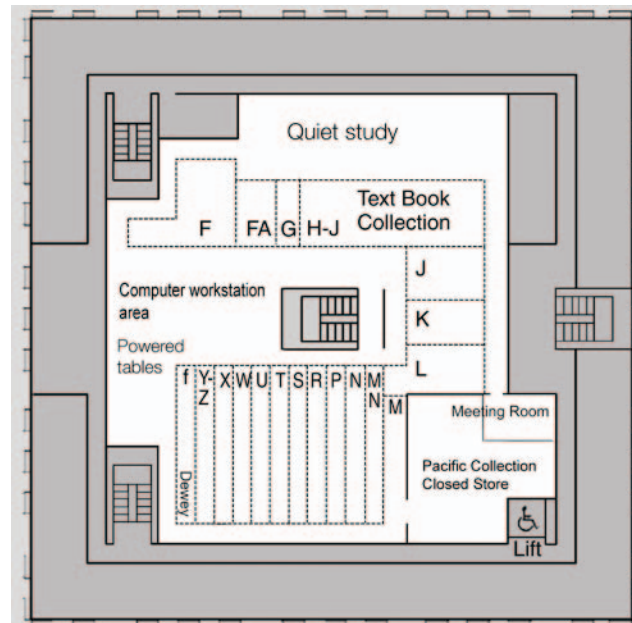 Quiet study
Text Book
Collection
F
FA
G
H-J
J
Computer workstation
area
K
Powered
tables
L
f
Y-
Z
X
W
U
T
S
R
P
N
M
N
M
Meeting Room
Dewey
Pacific Collection
Closed Store
Lift